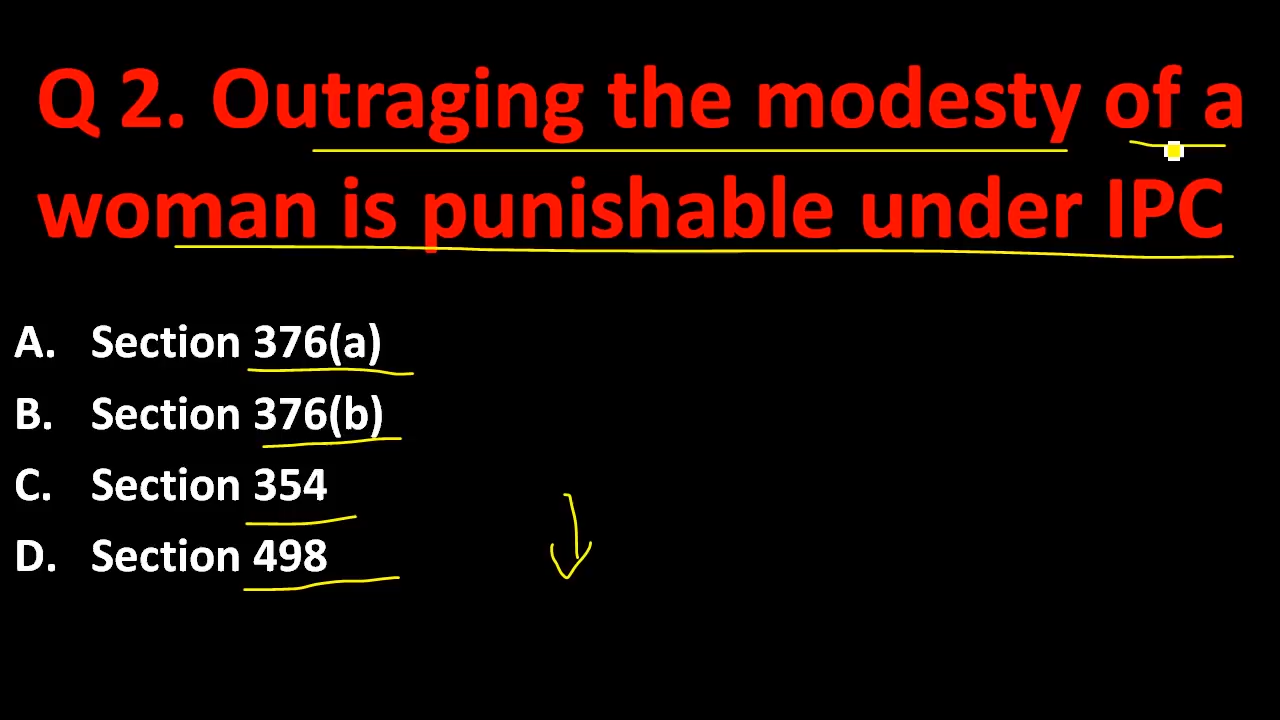 Q 2. Outraging the modesty of a
woman is punishable under IPC
A. Section 376(a)
B. Section 376(b)
C. Section 354
D. Section 498